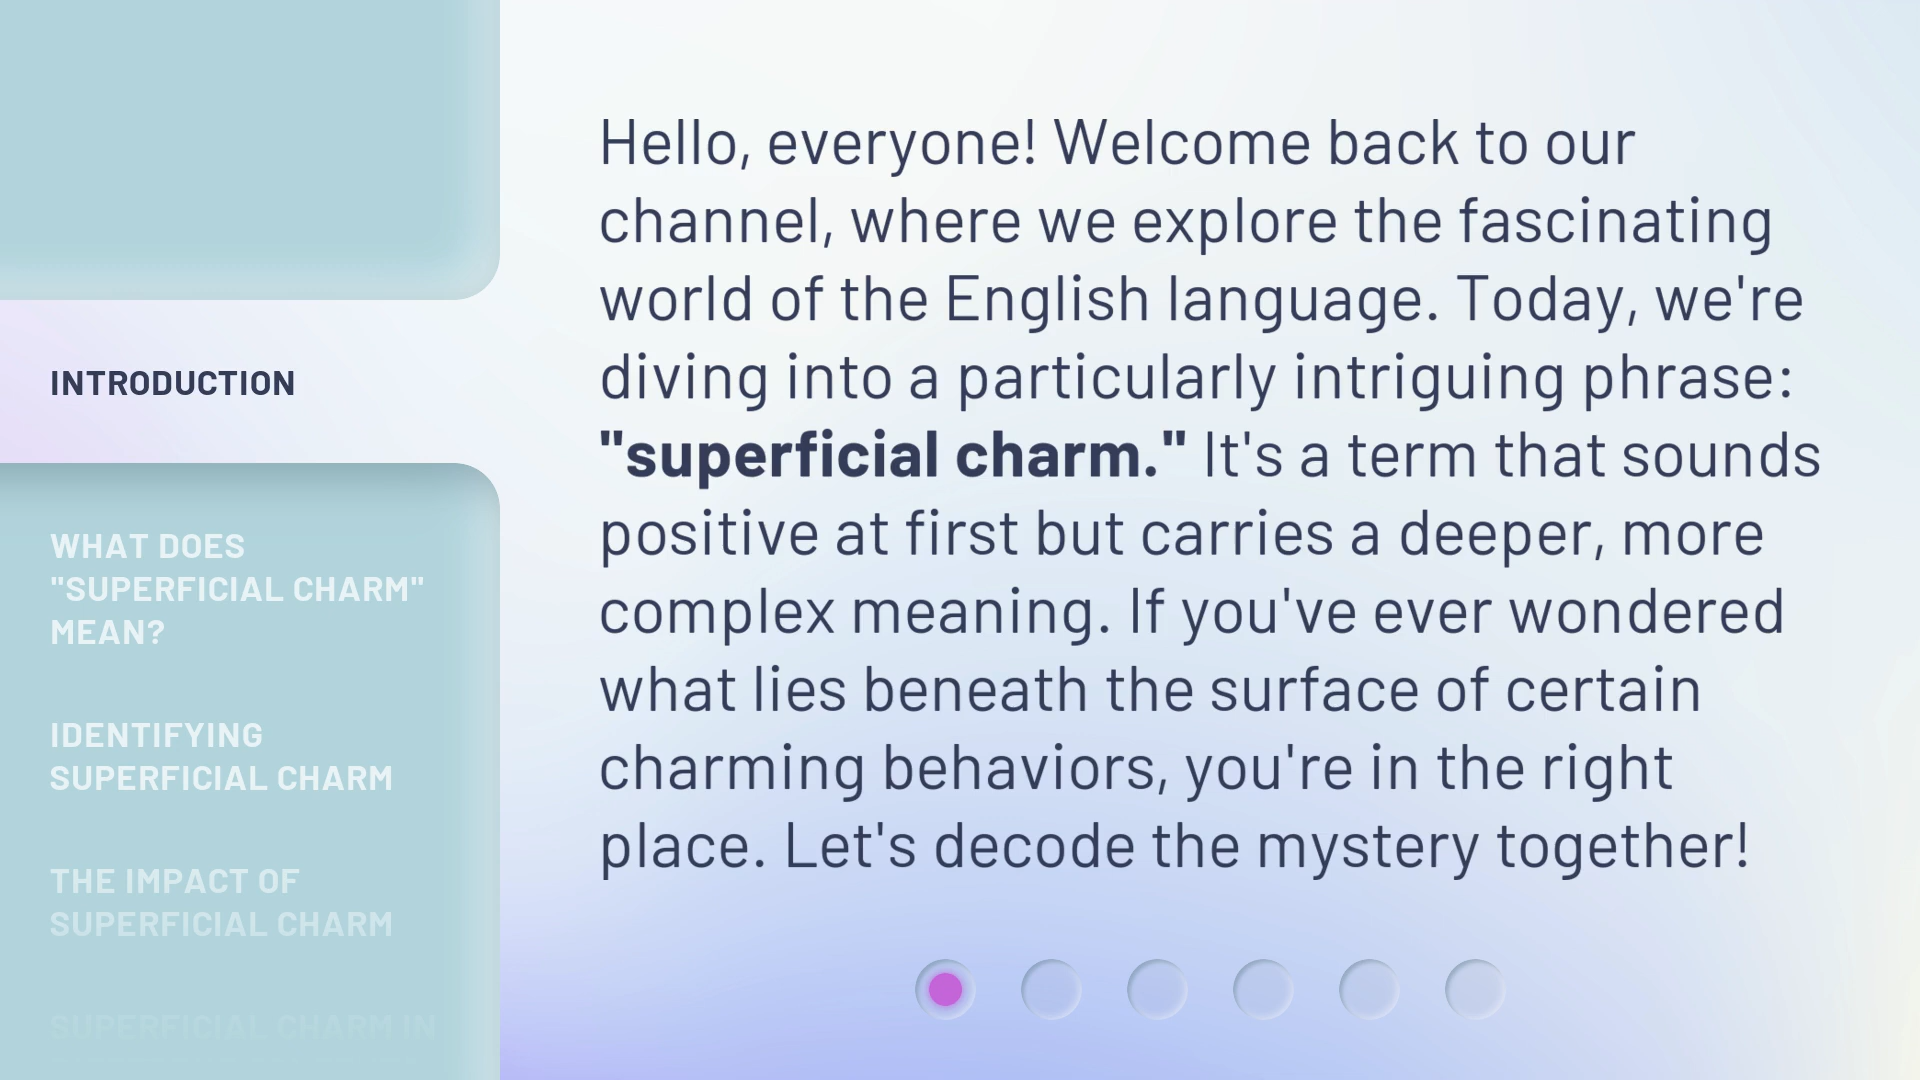 INTRODUCTION
WHAT DOES
"SUPERFICIAL CHARM"
MEAN?
IDENTIFYING
SUPERFICIAL CHARM
THE IMPACT OF
SUPERFICIAL CHARM
SUPERFICIAL CHARM IN
Hello, everyone! Welcome back to our
channel, where we explore the fascinating
world of the English language. Today, we're
diving into a particularly intriguing phrase:
"superficial charm." It's a term that sounds
positive at first but carries a deeper, more
complex meaning. If you've ever wondered
what lies beneath the surface of certain
charming behaviors, you're in the right
place. Let's decode the mystery together!